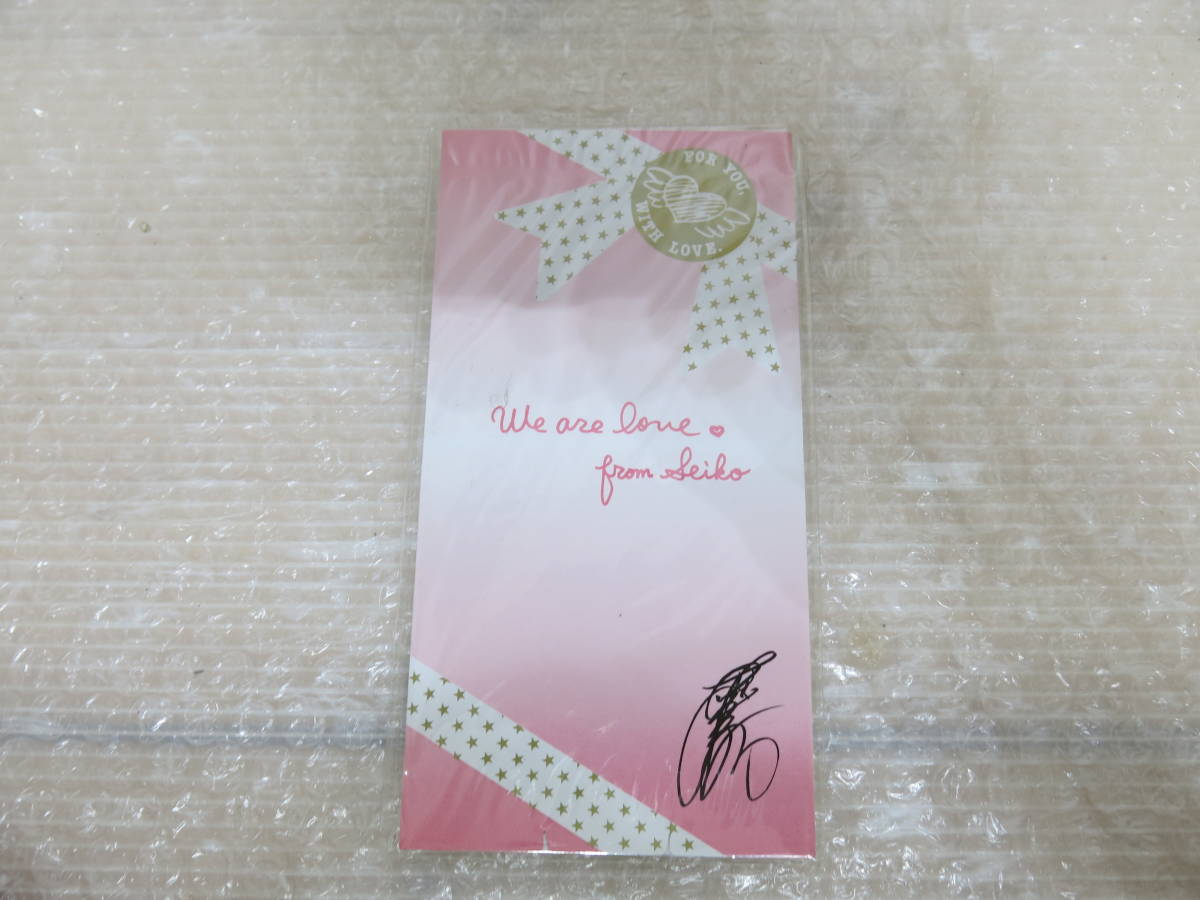 FOR YOU,
WITH LOVE.
We are love
from Seiko